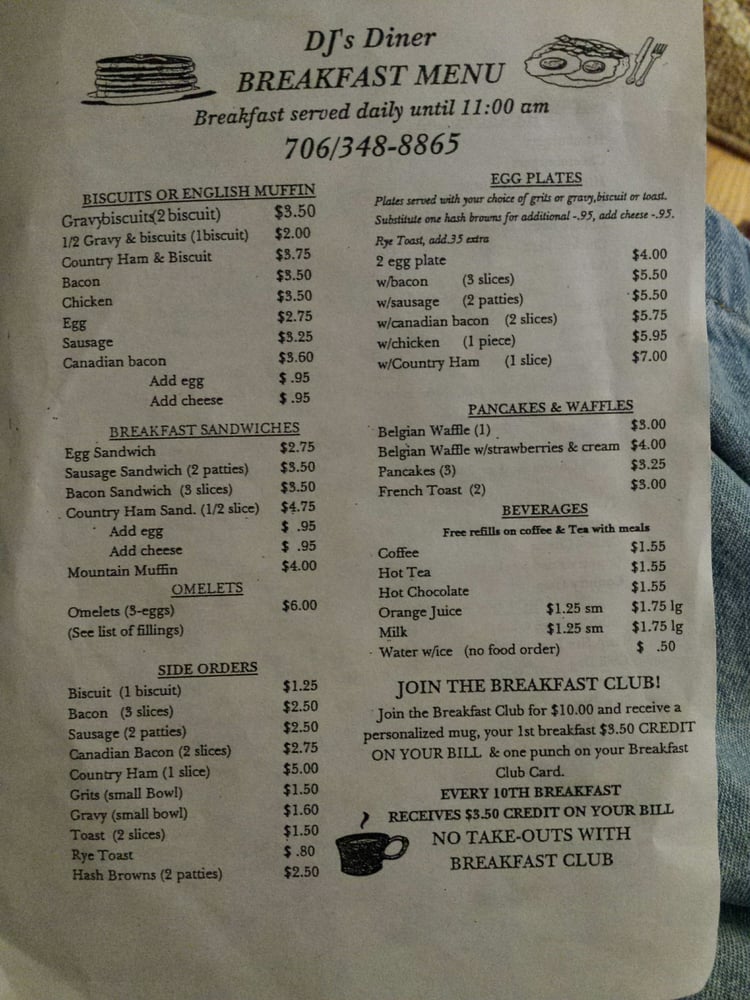 DJ's Diner
BREAKFAST MENU
Breakfast served daily until 11:00 am
706/348-8865
BISCUITS OR ENGLISH MUFFIN
Gravybiscuits(2 biscuit) $3.50
1/2 Gravy & biscuits (1biscuit) $2.00
Country Ham & Biscuit $3.75
Bacon $3.50
Chicken $3.50
Egg $2.75
Sausage $3.25
Canadian bacon $3.60
Add egg $ .95
Add cheese $ .95
BREAKFAST SANDWICHES
Egg Sandwich $2.75
Sausage Sandwich (2 patties) $3.50
Bacon Sandwich (3 slices) $3.50
Country Ham Sand. (1/2 slice) $4.75
Add egg $ .95
Add cheese $ .95
Mountain Muffin $4.00
OMELETS
Omelets (3-eggs) $6.00
(See list of fillings)
SIDE ORDERS
Biscuit (1 biscuit) $1.25
Bacon (3 slices) $2.50
Sausage (2 patties) $2.50
Canadian Bacon (2 slices) $2.75
Country Ham (1 slice) $5.00
Grits (small Bowl) $1.50
Gravy (small bowl) $1.60
Toast (2 slices) $1.50
Rye Toast $ .80
Hash Browns (2 patties) $2.50
EGG PLATES
Plates served with your choice of grits or gravy,biscuit or toast.
Substitute one hash browns for additional -.95, add cheese -.95.
Rye Toast, add.35 extra
2 egg plate $4.00
w/bacon (3 slices) $5.50
w/sausage (2 patties) $5.50
w/canadian bacon (2 slices) $5.75
w/chicken (1 piece) $5.95
w/Country Ham (1 slice) $7.00
PANCAKES & WAFFLES
Belgian Waffle (1) $3.00
Belgian Waffle w/strawberries & cream $4.00
Pancakes (3) $3.25
French Toast (2) $3.00
BEVERAGES
Free refills on coffee & Tea with meals
Coffee $1.55
Hot Tea $1.55
Hot Chocolate $1.55
Orange Juice $1.25 sm $1.75 lg
Milk $1.25 sm $1.75 lg
Water w/ice (no food order) $ .50
JOIN THE BREAKFAST CLUB!
Join the Breakfast Club for $10.00 and receive a
personalized mug, your 1st breakfast $3.50 CREDIT
ON YOUR BILL & one punch on your Breakfast
Club Card.
EVERY 10TH BREAKFAST
RECEIVES $3.50 CREDIT ON YOUR BILL
NO TAKE-OUTS WITH
BREAKFAST CLUB